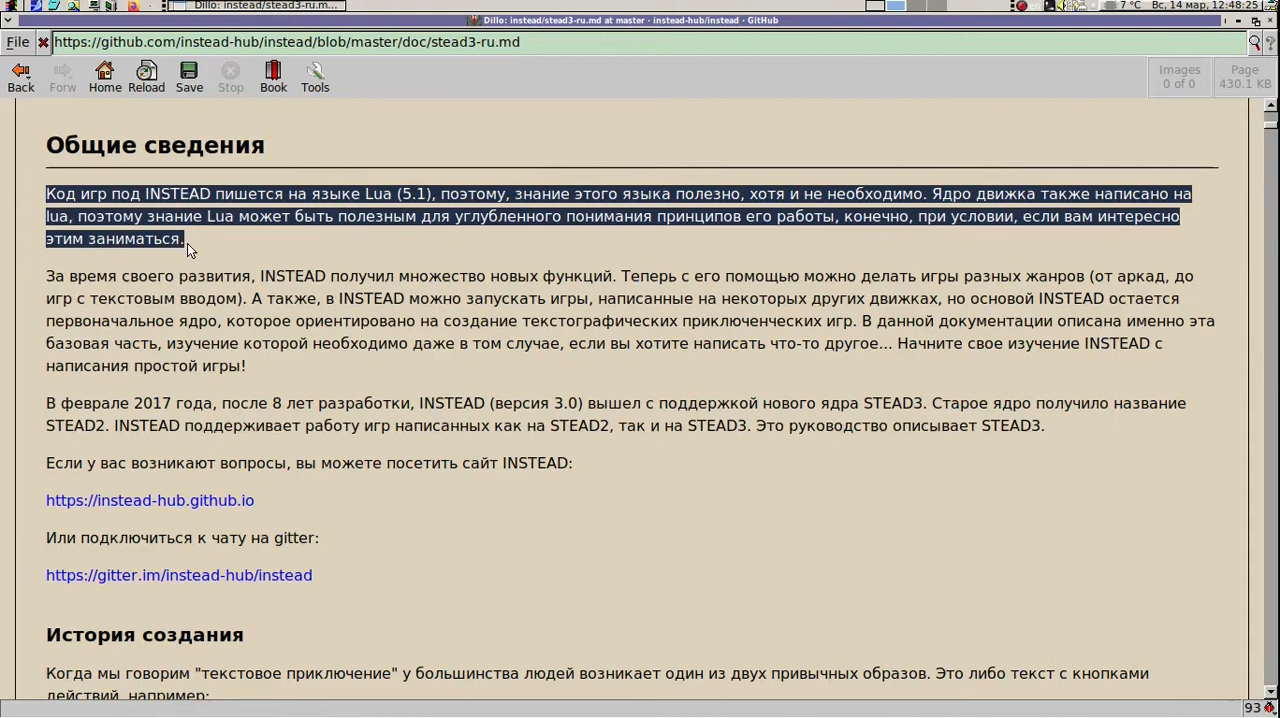 Dillo: instead/stead3-ru.m...
7 °C Вс, 14 мар, 12:48:25
Dillo: instead/stead3-ru.md at master - instead-hub/instead - GitHub
File https://github.com/instead-hub/instead/blob/master/doc/stead3-ru.md
Back Forw Home Reload Save Stop Book Tools
Images
0 of 0
Page
430.1 KB
Общие сведения
Код игр под INSTEAD пишется на языке Lua (5.1), поэтому, знание этого языка полезно, хотя и не необходимо. Ядро движка также написано на
lua, поэтому знание Lua может быть полезным для углубленного понимания принципов его работы, конечно, при условии, если вам интересно
этим заниматься.
За время своего развития, INSTEAD получил множество новых функций. Теперь с его помощью можно делать игры разных жанров (от аркад, до
игр с текстовым вводом). А также, в INSTEAD можно запускать игры, написанные на некоторых других движках, но основой INSTEAD остается
первоначальное ядро, которое ориентировано на создание текстографических приключенческих игр. В данной документации описана именно эта
базовая часть, изучение которой необходимо даже в том случае, если вы хотите написать что-то другое... Начните свое изучение INSTEAD с
написания простой игры!
В феврале 2017 года, после 8 лет разработки, INSTEAD (версия 3.0) вышел с поддержкой нового ядра STEAD3. Старое ядро получило название
STEAD2. INSTEAD поддерживает работу игр написанных как на STEAD2, так и на STEAD3. Это руководство описывает STEAD3.
Если у вас возникают вопросы, вы можете посетить сайт INSTEAD:
https://instead-hub.github.io
Или подключиться к чату на gitter:
https://gitter.im/instead-hub/instead
История создания
Когда мы говорим "текстовое приключение" у большинства людей возникает один из двух привычных образов. Это либо текст с кнопками
действий, например:
93